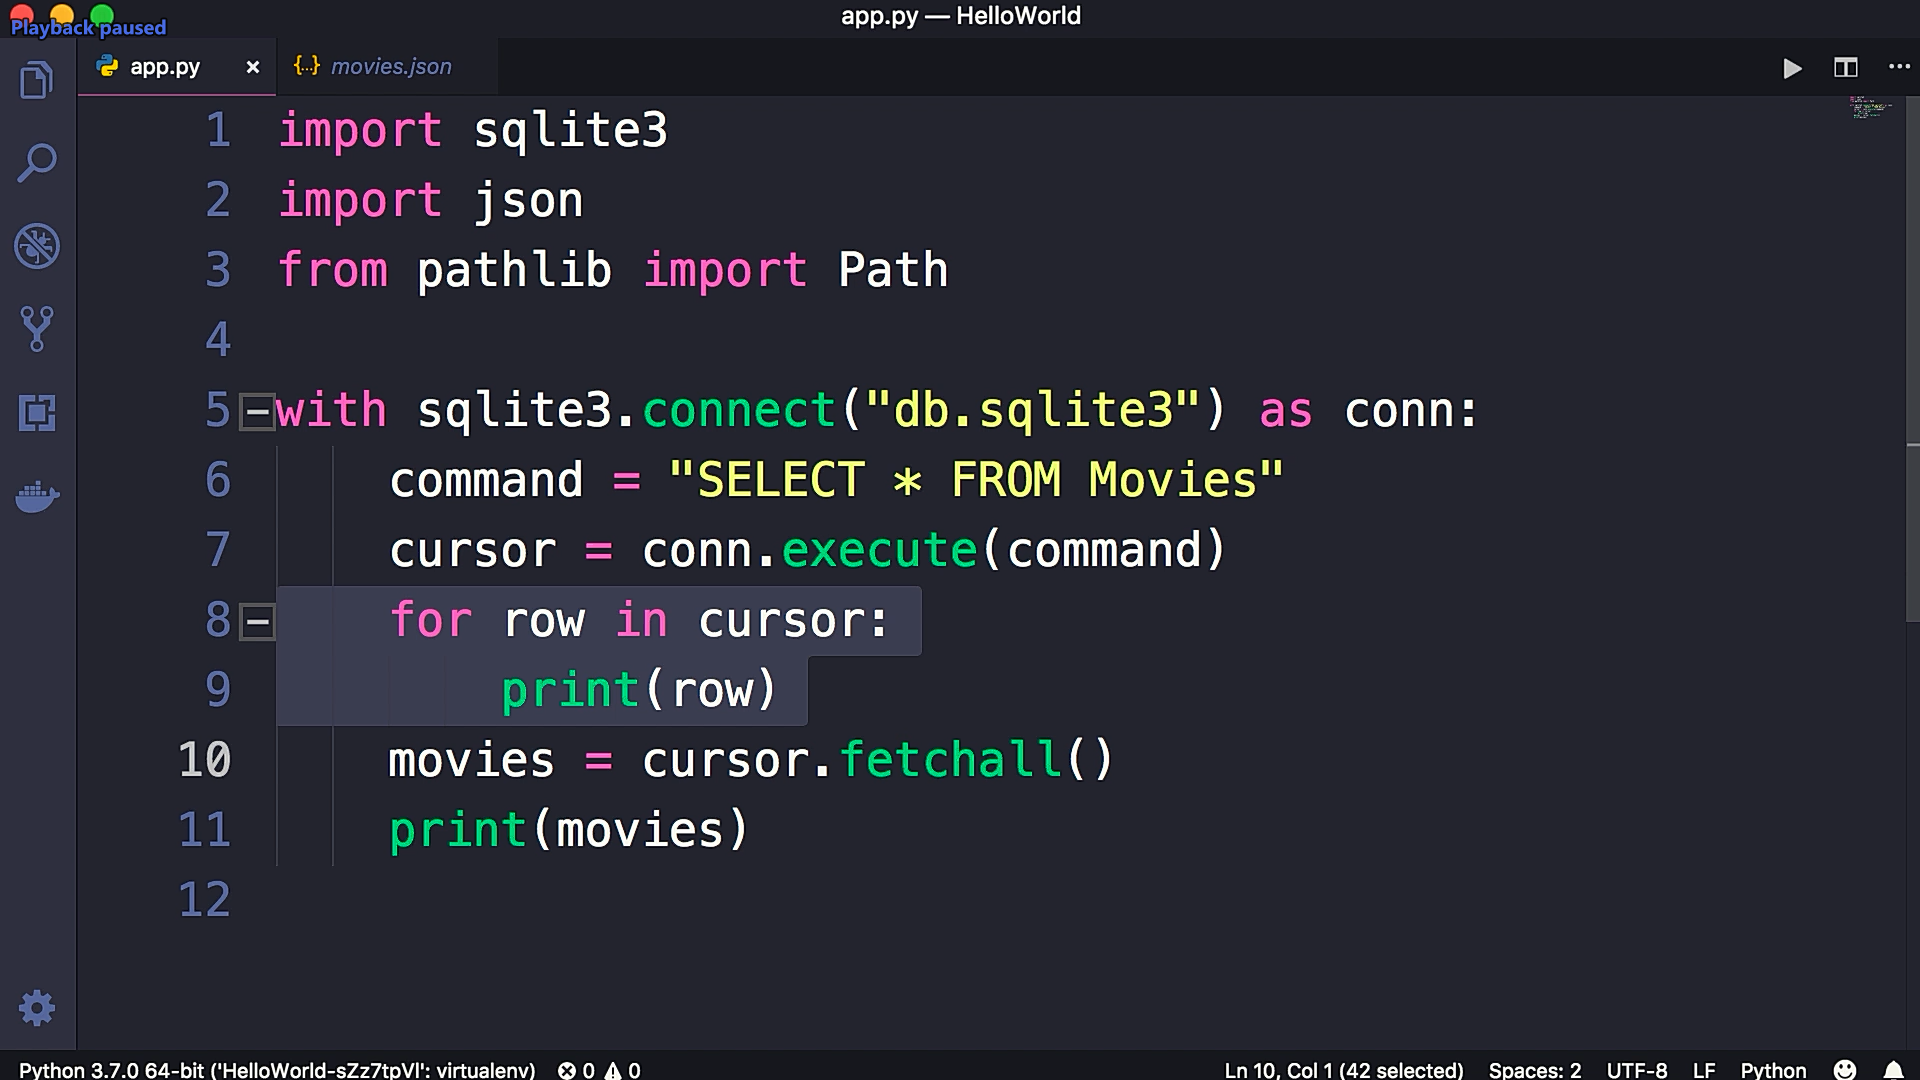 app.py — HelloWorld
Playback paused
app.py × {..} movies.json
1 import sqlite3
2 import json
3 from pathlib import Path
4
5 with sqlite3.connect("db.sqlite3") as conn:
6 command = "SELECT * FROM Movies"
7 cursor = conn.execute(command)
8 for row in cursor:
9 print(row)
10 movies = cursor.fetchall()
11 print(movies)
12
Python 3.7.0 64-bit ('HelloWorld-sZz7tpVl': virtualenv) 0 0 Ln 10, Col 1 (42 selected) Spaces: 2 UTF-8 LF Python